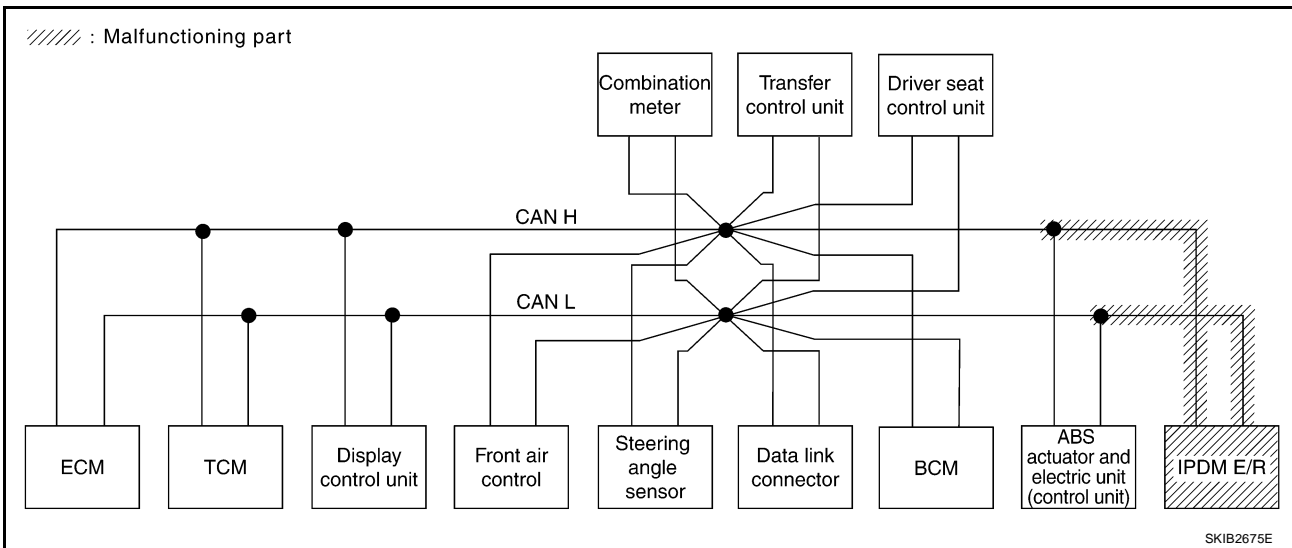 : Malfunctioning part
Combination
meter
Transfer
control unit
Driver seat
control unit
CAN H
CAN L
ECM
TCM
Display
control unit
Front air
control
Steering
angle
sensor
Data link
connector
BCM
ABS
actuator and
electric unit
(control unit)
IPDM E/R
SKIB2675E